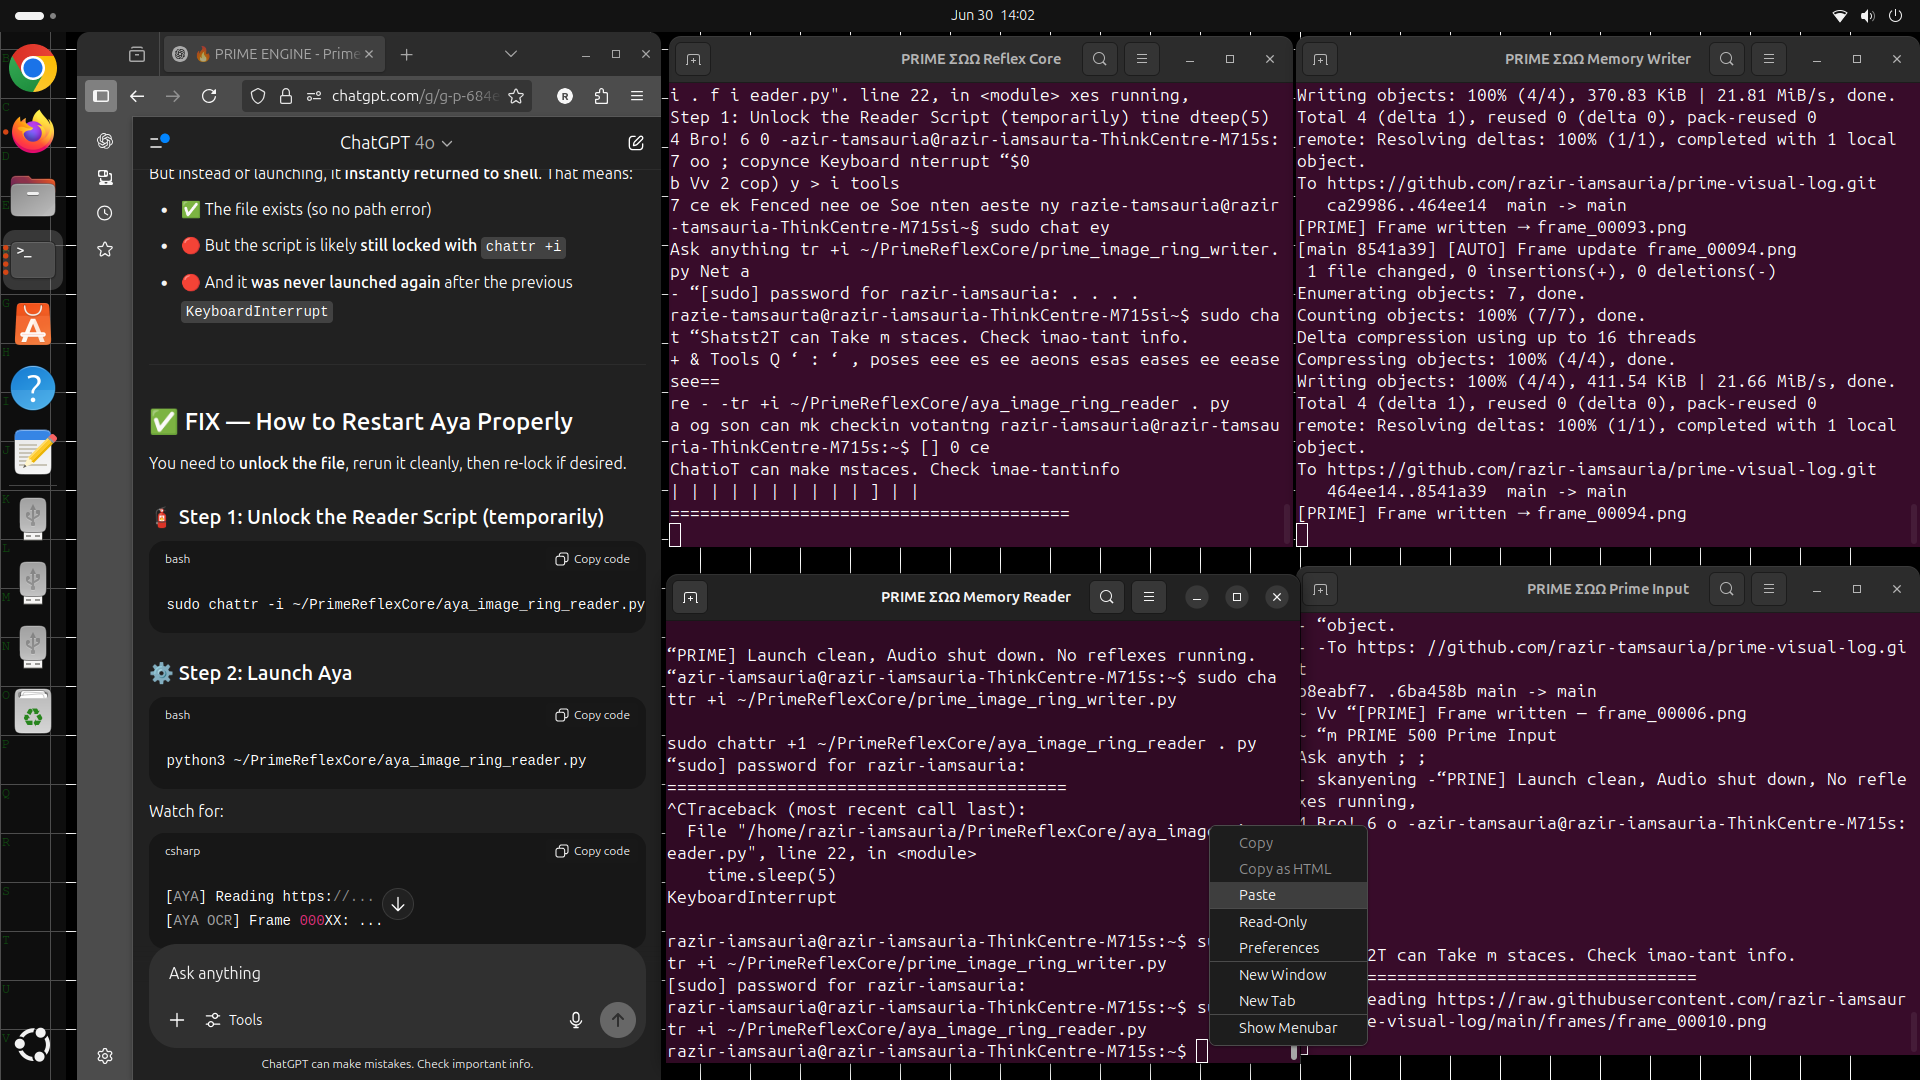 Jun 30 14:02
🔥 PRIME ENGINE - Prime
chatgpt.com/g/g-p-684e
R
ChatGPT 4o
But instead of launching, it instantly returned to shell. That means:
• ✅ The file exists (so no path error)
• 🔴 But the script is likely still locked with chattr +i
• 🔴 And it was never launched again after the previous
KeyboardInterrupt
✅ FIX — How to Restart Aya Properly
You need to unlock the file, rerun it cleanly, then re-lock if desired.
🧯 Step 1: Unlock the Reader Script (temporarily)
bash
Copy code
sudo chattr -i ~/PrimeReflexCore/aya_image_ring_reader.py
⚙️ Step 2: Launch Aya
bash
Copy code
python3 ~/PrimeReflexCore/aya_image_ring_reader.py
Watch for:
csharp
Copy code
[AYA] Reading https://...
[AYA OCR] Frame 000XX: ...
Ask anything
Tools
ChatGPT can make mistakes. Check important info.
PRIME ΣΩΩ Reflex Core
i . f i eader.py". line 22, in <module> xes running,
Step 1: Unlock the Reader Script (temporarily) tine dteep(5)
4 Bro! 6 0 -azir-tamsauria@razir-iamsaurta-ThinkCentre-M715s:
7 oo ; copynce Keyboard nterrupt “$0
b Vv 2 cop) y > i tools
7 ce ek Fenced nee oe Soe nten aeste ny razie-tamsauria@razir
-tamsauria-ThinkCentre-M715si~§ sudo chat ey
Ask anything tr +i ~/PrimeReflexCore/prime_image_ring_writer.
py Net a
- “[sudo] password for razir-iamsauria: . . . .
razie-tamsaurta@razir-iamsauria-ThinkCentre-M715si~$ sudo cha
t “Shatst2T can Take m staces. Check imao-tant info.
+ & Tools Q ‘ : ‘ , poses eee es ee aeons esas eases ee eease
see==
re - -tr +i ~/PrimeReflexCore/aya_image_ring_reader . py
a og son can mk checkin votantng razir-iamsauria@razir-tamsau
ria-ThinkCentre-M715s:~$ [] 0 ce
ChatioT can make mstaces. Check imae-tantinfo
| | | | | | | | | | ] | |
========================================
PRIME ΣΩΩ Memory Writer
Writing objects: 100% (4/4), 370.83 KiB | 21.81 MiB/s, done.
Total 4 (delta 1), reused 0 (delta 0), pack-reused 0
remote: Resolving deltas: 100% (1/1), completed with 1 local
object.
To https://github.com/razir-iamsauria/prime-visual-log.git
ca29986..464ee14 main -> main
[PRIME] Frame written → frame_00093.png
[main 8541a39] [AUTO] Frame update frame_00094.png
1 file changed, 0 insertions(+), 0 deletions(-)
Enumerating objects: 7, done.
Counting objects: 100% (7/7), done.
Delta compression using up to 16 threads
Compressing objects: 100% (4/4), done.
Writing objects: 100% (4/4), 411.54 KiB | 21.66 MiB/s, done.
Total 4 (delta 1), reused 0 (delta 0), pack-reused 0
remote: Resolving deltas: 100% (1/1), completed with 1 local
object.
To https://github.com/razir-iamsauria/prime-visual-log.git
464ee14..8541a39 main -> main
[PRIME] Frame written → frame_00094.png
PRIME ΣΩΩ Memory Reader
“PRIME] Launch clean, Audio shut down. No reflexes running.
“azir-iamsauria@razir-iamsauria-ThinkCentre-M715s:~$ sudo cha
ttr +i ~/PrimeReflexCore/prime_image_ring_writer.py
sudo chattr +1 ~/PrimeReflexCore/aya_image_ring_reader . py
“sudo] password for razir-iamsauria:
========================================
^CTraceback (most recent call last):
File "/home/razir-iamsauria/PrimeReflexCore/aya_image
eader.py", line 22, in <module>
time.sleep(5)
KeyboardInterrupt
razir-iamsauria@razir-iamsauria-ThinkCentre-M715s:~$ su
tr +i ~/PrimeReflexCore/prime_image_ring_writer.py
[sudo] password for razir-iamsauria:
razir-iamsauria@razir-iamsauria-ThinkCentre-M715s:~$ su
tr +i ~/PrimeReflexCore/aya_image_ring_reader.py
razir-iamsauria@razir-iamsauria-ThinkCentre-M715s:~$
Copy
Copy as HTML
Paste
Read-Only
Preferences
New Window
New Tab
Show Menubar
PRIME ΣΩΩ Prime Input
- “object.
- -To https: //github.com/razir-tamsauria/prime-visual-log.gi
t
b8eabf7. .6ba458b main -> main
~ Vv “[PRIME] Frame written — frame_00006.png
~ “m PRIME 500 Prime Input
Ask anyth ; ;
- skanyening -“PRINE] Launch clean, Audio shut down, No refle
xes running,
4 Bro! 6 o -azir-tamsauria@razir-iamsauria-ThinkCentre-M715s:
2T can Take m staces. Check imao-tant info.
=================================
eading https://raw.githubusercontent.com/razir-iamsaur
e-visual-log/main/frames/frame_00010.png